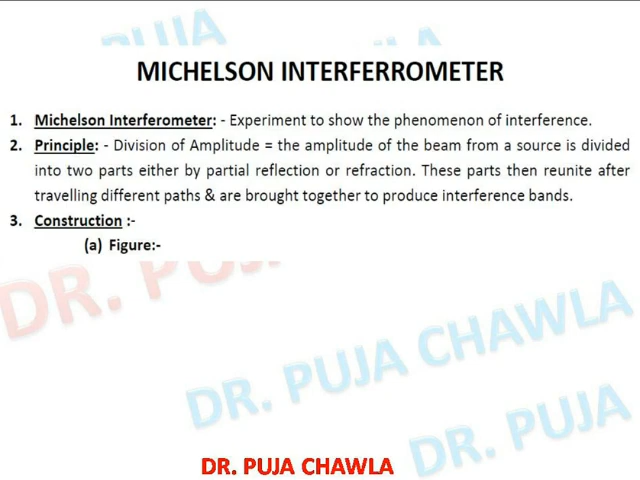 PUJA
MICHELSON INTERFERROMETER
1. Michelson Interferometer: - Experiment to show the phenomenon of interference.
2. Principle: - Division of Amplitude = the amplitude of the beam from a source is divided
into two parts either by partial reflection or refraction. These parts then reunite after
travelling different paths & are brought together to produce interference bands.
3. Construction :-
(a) Figure:-
DR. PUJA
DR. PUJA CHAWLA
DR. PUJA
DR. PUJA CHAWLA